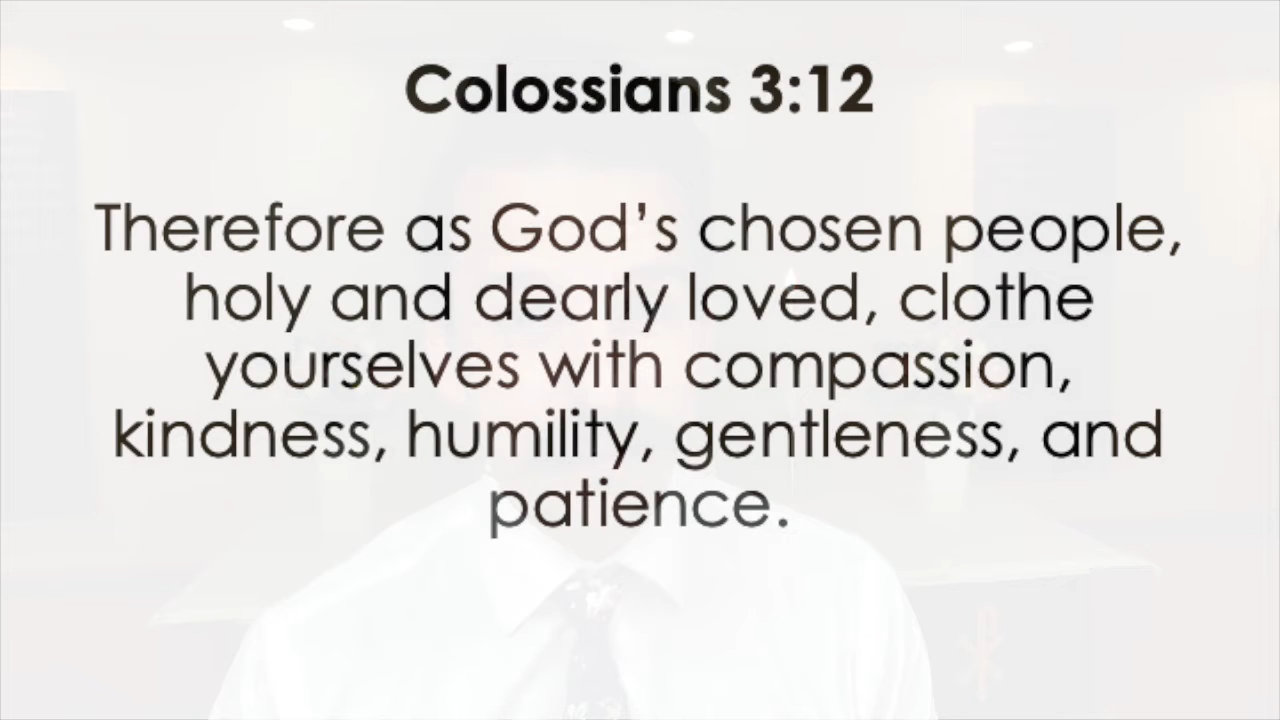 Colossians 3:12
Therefore as God’s chosen people,
holy and dearly loved, clothe
yourselves with compassion,
kindness, humility, gentleness, and
patience.